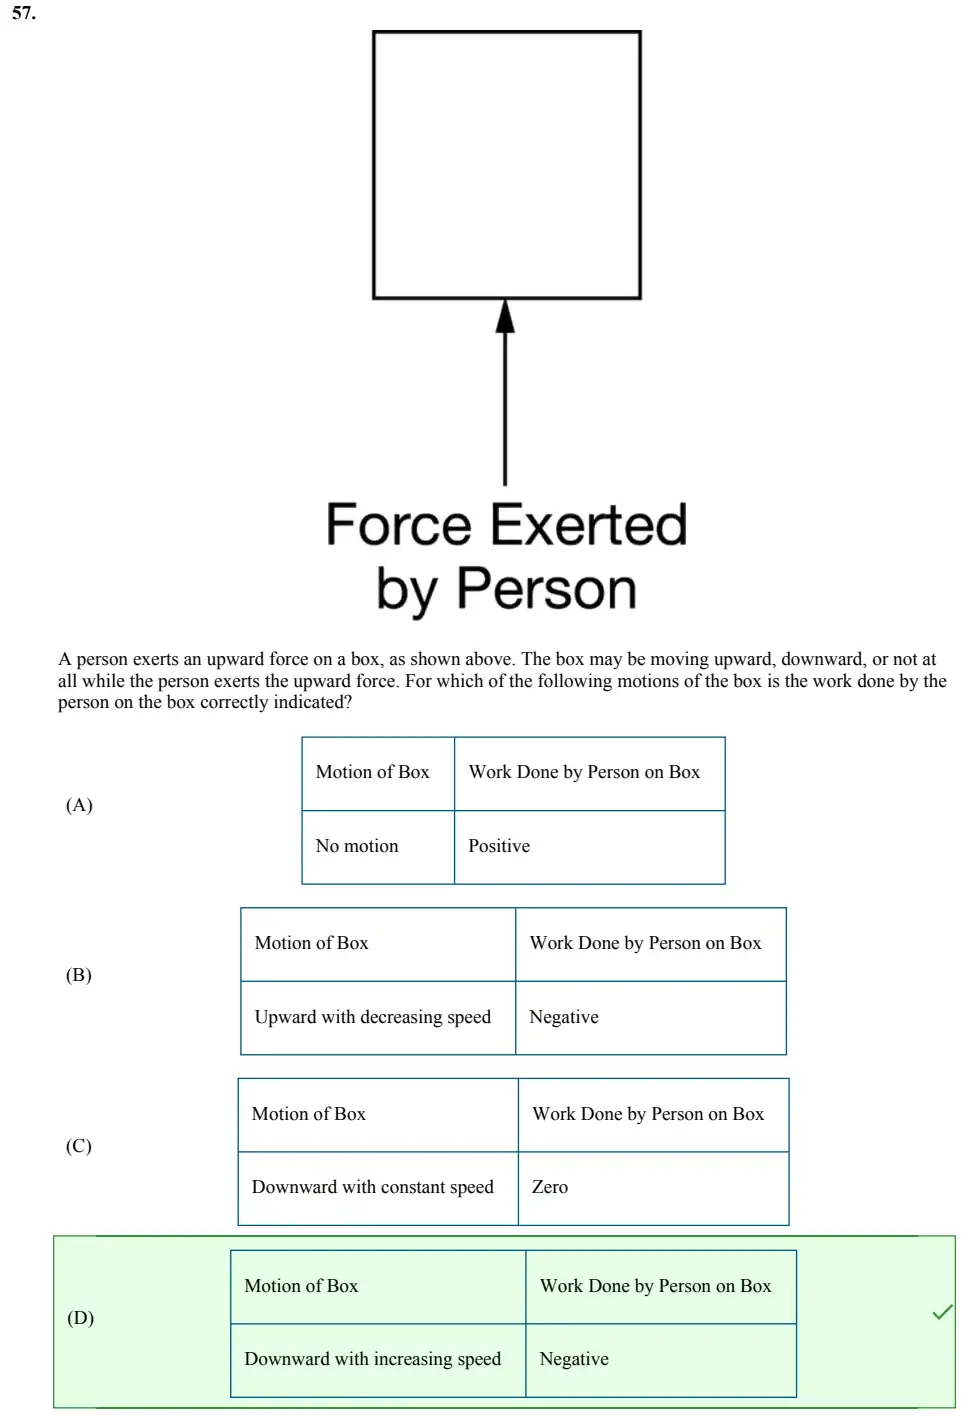 57.
Force Exerted
by Person
A person exerts an upward force on a box, as shown above. The box may be moving upward, downward, or not at
all while the person exerts the upward force. For which of the following motions of the box is the work done by the
person on the box correctly indicated?
(A)
Motion of Box Work Done by Person on Box
No motion Positive
(B)
Motion of Box Work Done by Person on Box
Upward with decreasing speed Negative
(C)
Motion of Box Work Done by Person on Box
Downward with constant speed Zero
(D)
Motion of Box Work Done by Person on Box
Downward with increasing speed Negative